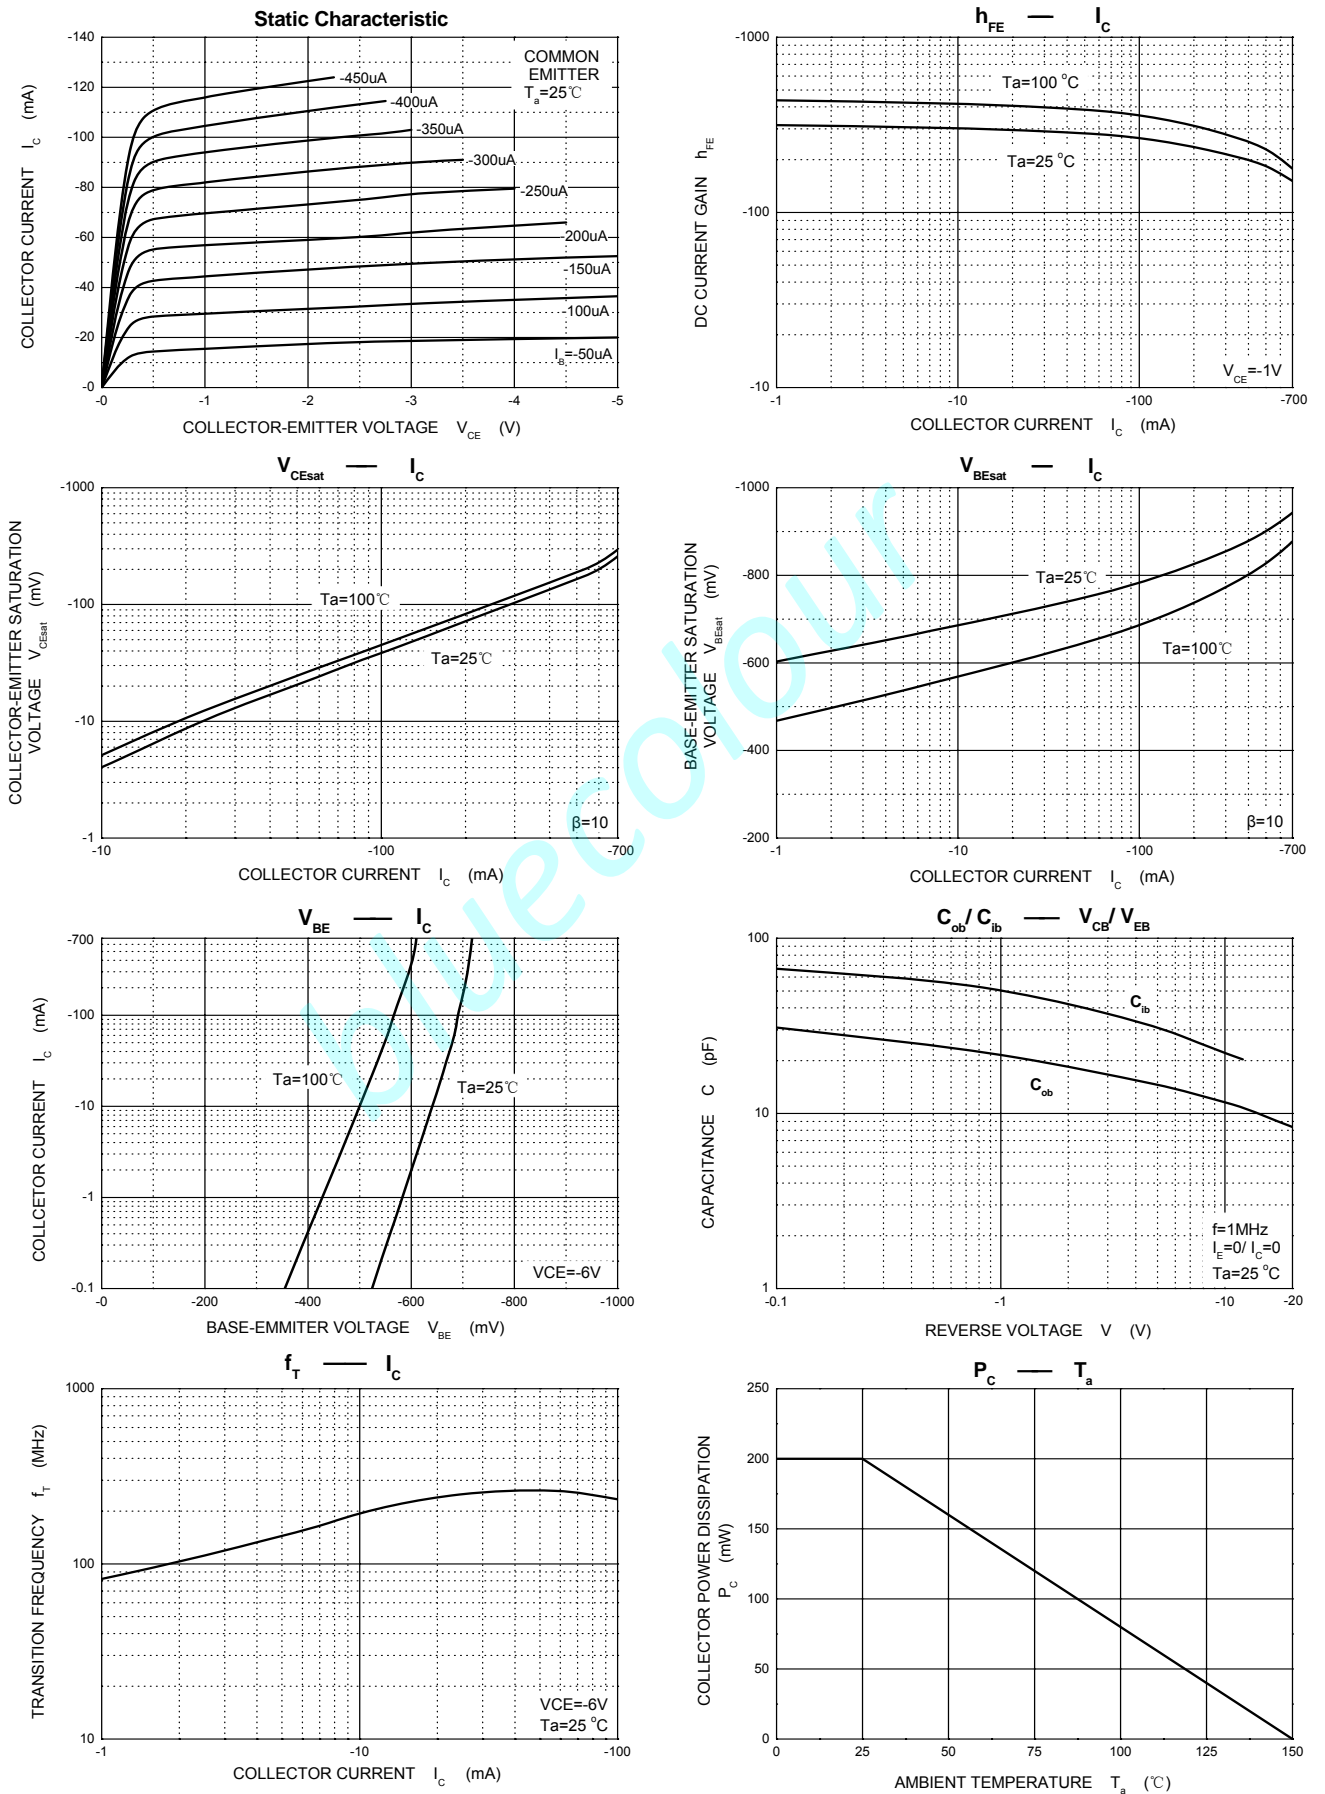 Static Characteristic
COLLECTOR CURRENT I_C (mA)
-140
-120
-100
-80
-60
-40
-20
-0
COMMON
EMITTER
T_a=25℃
-450uA
-400uA
-350uA
-300uA
-250uA
-200uA
-150uA
-100uA
I_B=-50uA
-0 -1 -2 -3 -4 -5
COLLECTOR-EMITTER VOLTAGE V_CE (V)
h_FE — I_C
DC CURRENT GAIN h_FE
-1000
-100
-10
Ta=100 °C
Ta=25 °C
V_CE=-1V
-1 -10 -100 -700
COLLECTOR CURRENT I_C (mA)
V_CEsat — I_C
COLLECTOR-EMITTER SATURATION
VOLTAGE V_CEsat (mV)
-1000
-100
-10
-1
Ta=100℃
Ta=25℃
β=10
-10 -100 -700
COLLECTOR CURRENT I_C (mA)
V_BEsat — I_C
BASE-EMITTER SATURATION
VOLTAGE V_BEsat (mV)
-1000
-800
-600
-400
-200
Ta=25℃
Ta=100℃
β=10
-1 -10 -100 -700
COLLECTOR CURRENT I_C (mA)
V_BE — I_C
COLLCETOR CURRENT I_C (mA)
-700
-100
-10
-1
-0.1
Ta=100℃
Ta=25℃
VCE=-6V
-0 -200 -400 -600 -800 -1000
BASE-EMMITER VOLTAGE V_BE (mV)
C_ob/ C_ib — V_CB/ V_EB
CAPACITANCE C (pF)
100
10
1
C_ib
C_ob
f=1MHz
I_E=0/ I_C=0
Ta=25 °C
-0.1 -1 -10 -20
REVERSE VOLTAGE V (V)
f_T — I_C
TRANSITION FREQUENCY f_T (MHz)
1000
100
10
VCE=-6V
Ta=25 °C
-1 -10 -100
COLLECTOR CURRENT I_C (mA)
P_C — T_a
COLLECTOR POWER DISSIPATION
P_C (mW)
250
200
150
100
50
0
0 25 50 75 100 125 150
AMBIENT TEMPERATURE T_a (℃)
bluecolour